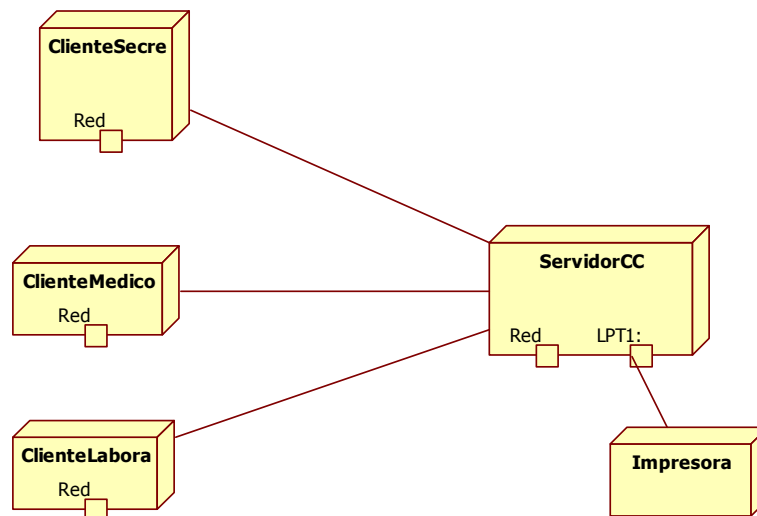 ClienteSecre
Red
ClienteMedico
Red
ServidorCC
Red LPT1:
ClienteLabora
Red
Impresora